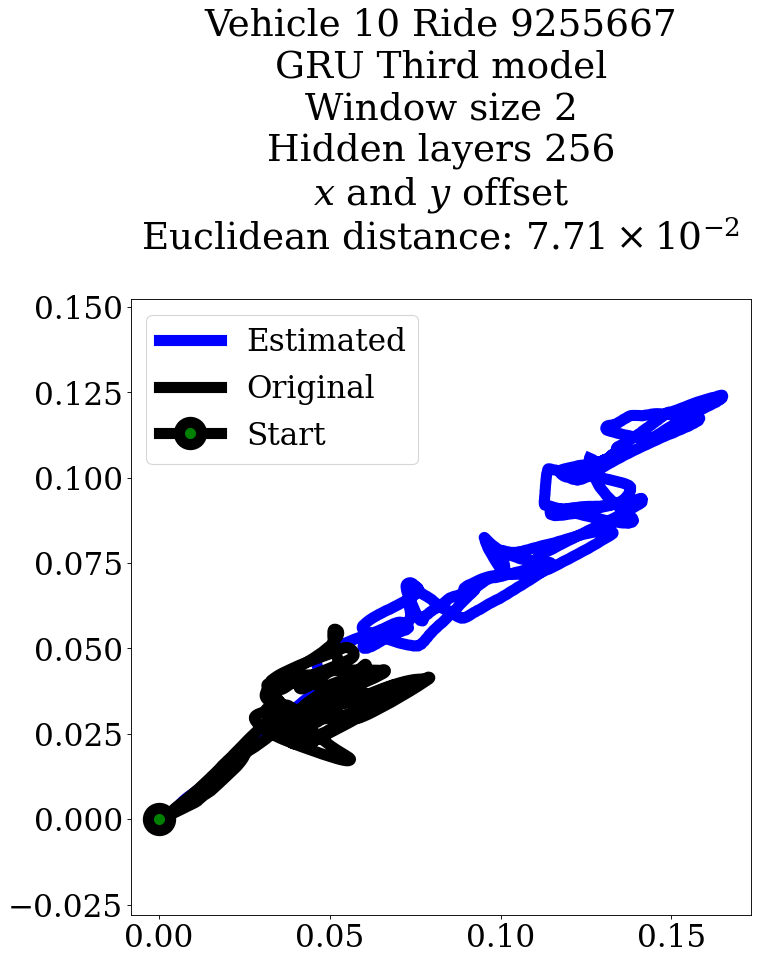 Vehicle 10 Ride 9255667
GRU Third model
Window size 2
Hidden layers 256
x and y offset
Euclidean distance: 7.71 × 10⁻²
0.150
0.125
0.100
0.075
0.050
0.025
0.000
−0.025
Estimated
Original
Start
0.00 0.05 0.10 0.15